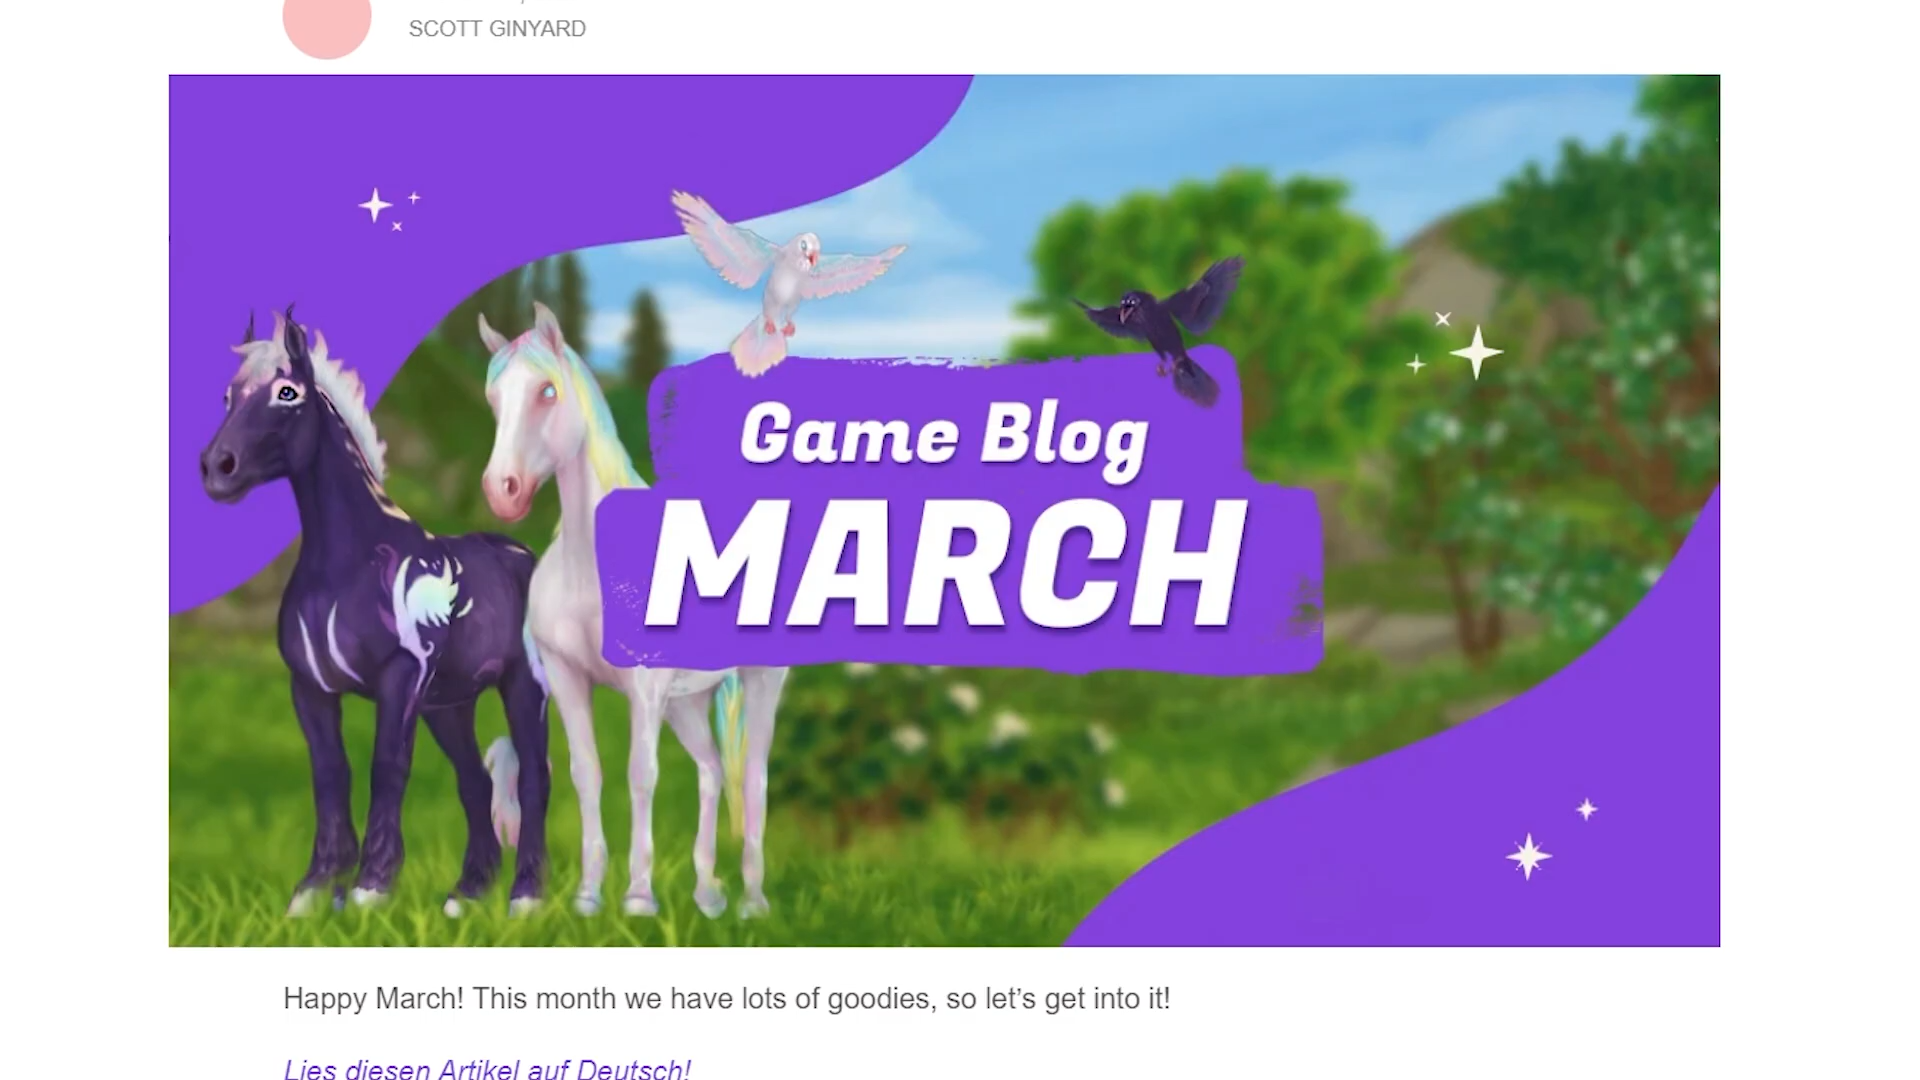 SCOTT GINYARD
Game Blog
MARCH
Happy March! This month we have lots of goodies, so let’s get into it!
Lies diesen Artikel auf Deutsch!